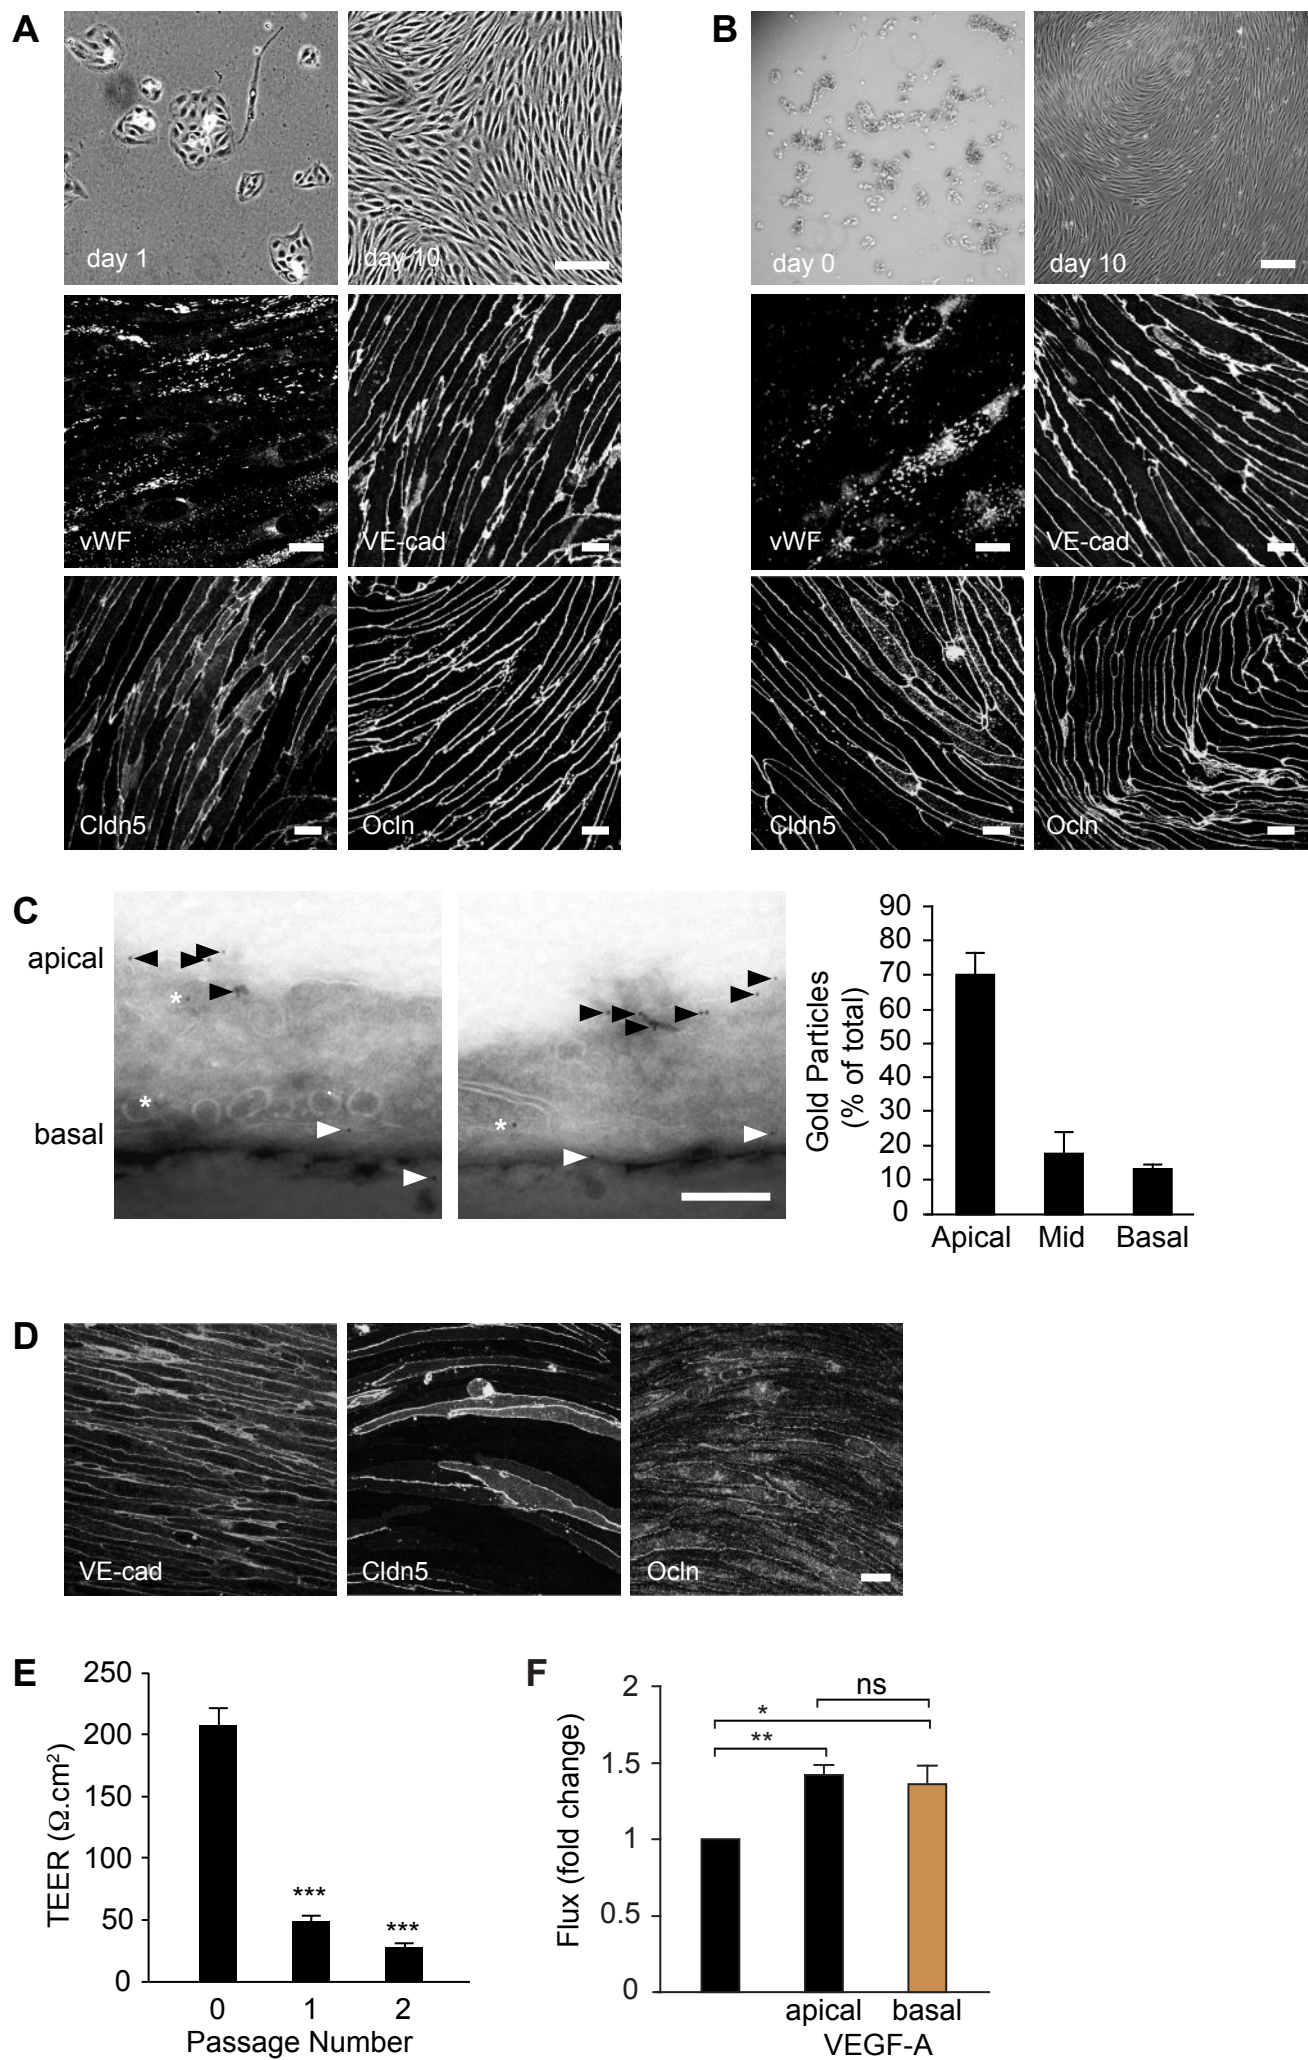 A
B
day 1
day 10
day 0
day 10
vWF
VE-cad
vWF
VE-cad
Cldn5
Ocln
Cldn5
Ocln
C
apical
basal
*
*
*
Gold Particles
(% of total)
90
80
70
60
50
40
30
20
10
0
Apical Mid Basal
D
VE-cad
Cldn5
Ocln
E
TEER (Ω.cm²)
250
200
150
100
50
0
***
***
0 1 2
Passage Number
F
Flux (fold change)
2
1.5
1
0.5
0
ns
*
**
apical basal
VEGF-A